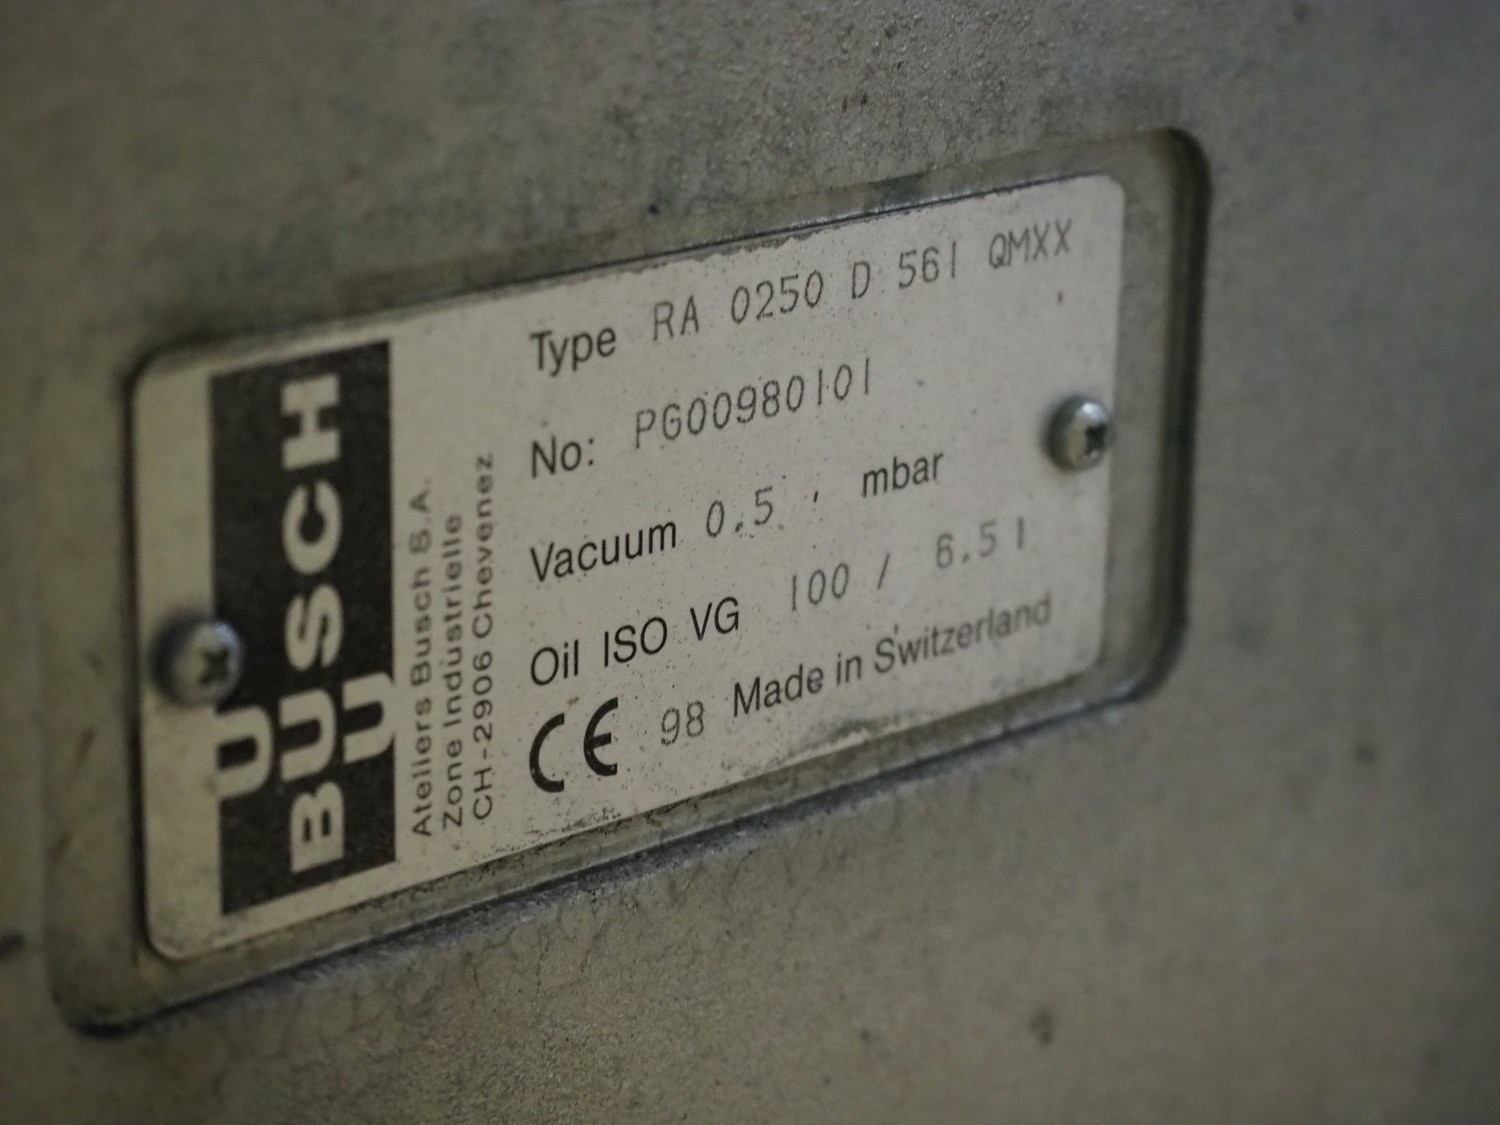 U
BUSCH
U
Ateliers Busch S.A.
Zone Industrielle
CH-2906 Chevenez
Type RA 0250 D 561 QMXX
No: PG00980101
Vacuum 0.5 mbar
Oil ISO VG 100 / 6.5 l
CE 98 Made in Switzerland